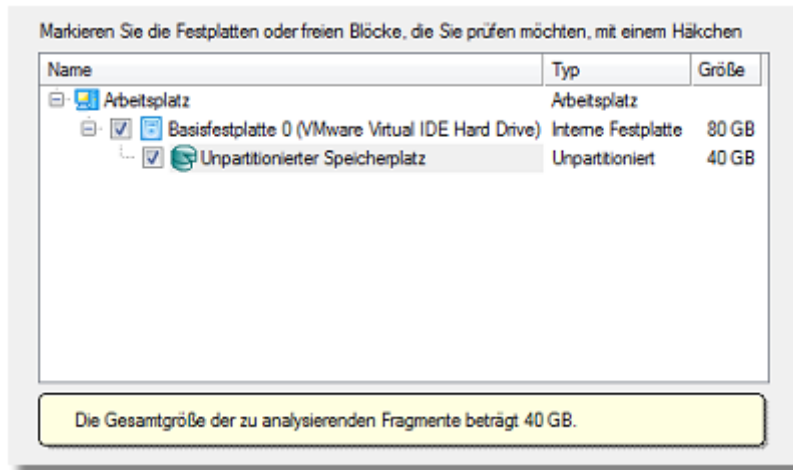 Markieren Sie die Festplatten oder freien Blöcke, die Sie prüfen möchten, mit einem Häkchen
Name Typ Größe
Arbeitsplatz Arbeitsplatz
Basisfestplatte 0 (VMware Virtual IDE Hard Drive) Interne Festplatte 80 GB
Unpartitionierter Speicherplatz Unpartitioniert 40 GB
Die Gesamtgröße der zu analysierenden Fragmente beträgt 40 GB.